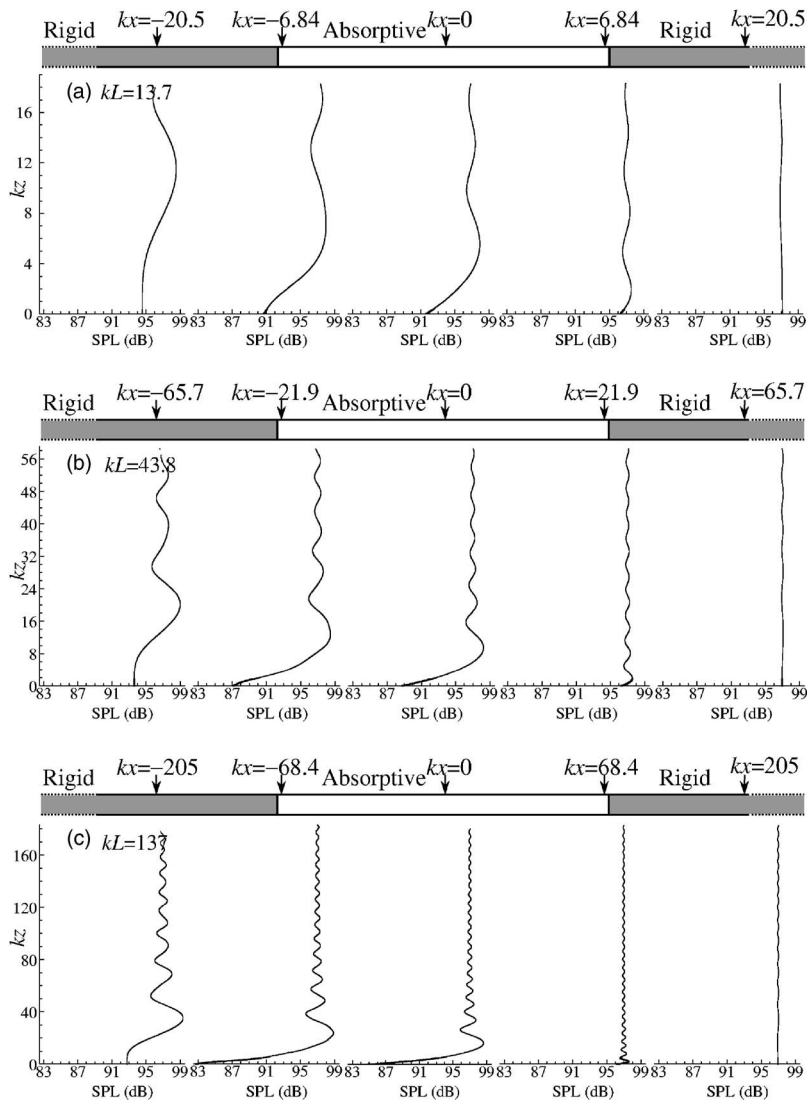 kx=−20.5 kx=−6.84 kx=0 kx=6.84 kx=20.5
Rigid Absorptive Rigid
(a) kL=13.7
16
12
kz
8
4
0
83 87 91 95 99 87 91 95 99 83 87 91 95 99 83 87 91 95 99 83 87 91 95 99
SPL (dB) SPL (dB) SPL (dB) SPL (dB) SPL (dB)
kx=−65.7 kx=−21.9 kx=0 kx=21.9 kx=65.7
Rigid Absorptive Rigid
(b) kL=43.8
56
48
40
32
kz
24
16
8
0
83 87 91 95 99 83 87 91 95 99 83 87 91 95 99 83 87 91 95 99 83 87 91 95 99
SPL (dB) SPL (dB) SPL (dB) SPL (dB) SPL (dB)
kx=−205 kx=−68.4 kx=0 kx=68.4 kx=205
Rigid Absorptive Rigid
(c) kL=137
160
120
kz
80
40
0
83 87 91 95 99 83 87 91 95 99 83 87 91 95 99 83 87 91 95 99 83 87 91 95 99
SPL (dB) SPL (dB) SPL (dB) SPL (dB) SPL (dB)